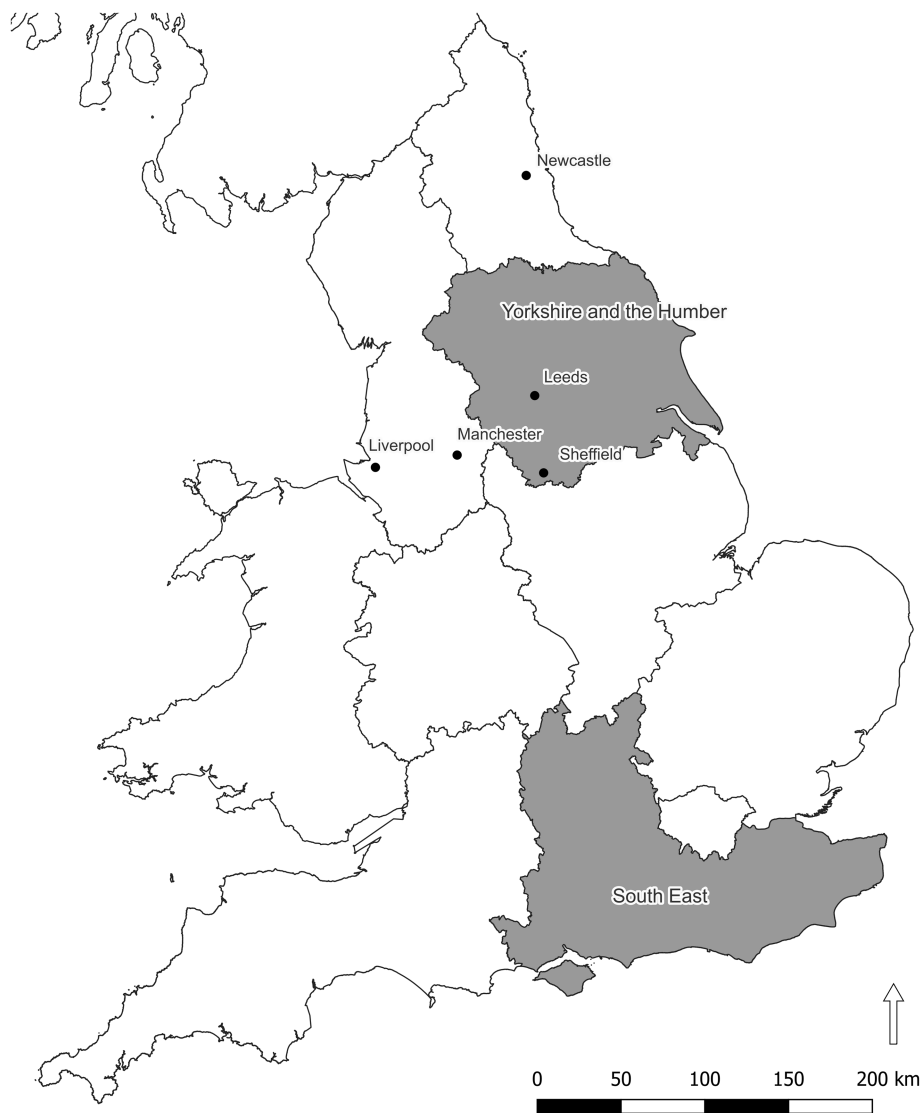 Newcastle
Yorkshire and the Humber
Leeds
Manchester
Liverpool
Sheffield
South East
0 50 100 150 200 km